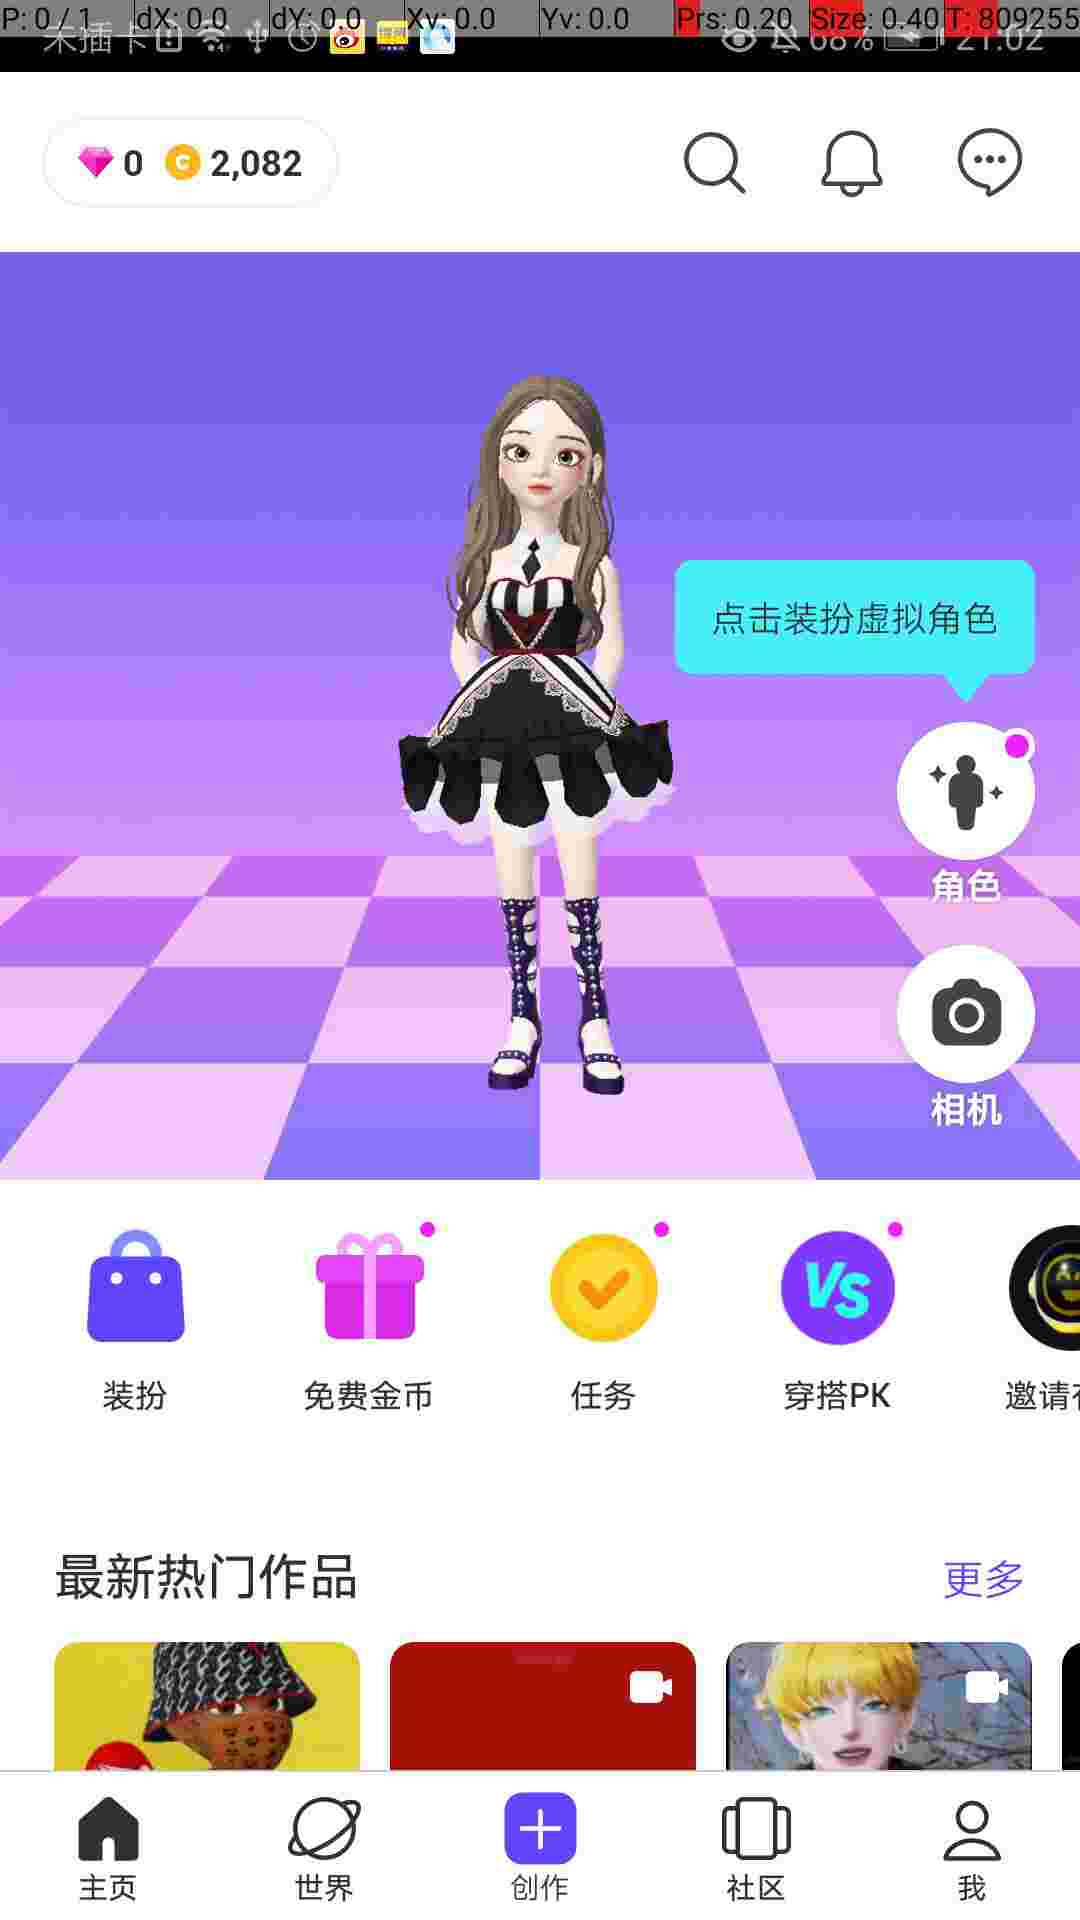 P: 0 / 1 dX: 0.0 dY: 0.0 Xv: 0.0 Yv: 0.0 Prs: 0.20 Size: 0.40 T: 809255
未插卡 68% 21:02
0 C 2,082
点击装扮虚拟角色
角色
相机
VS
装扮 免费金币 任务 穿搭PK 邀请
最新热门作品 更多
主页 世界 创作 社区 我